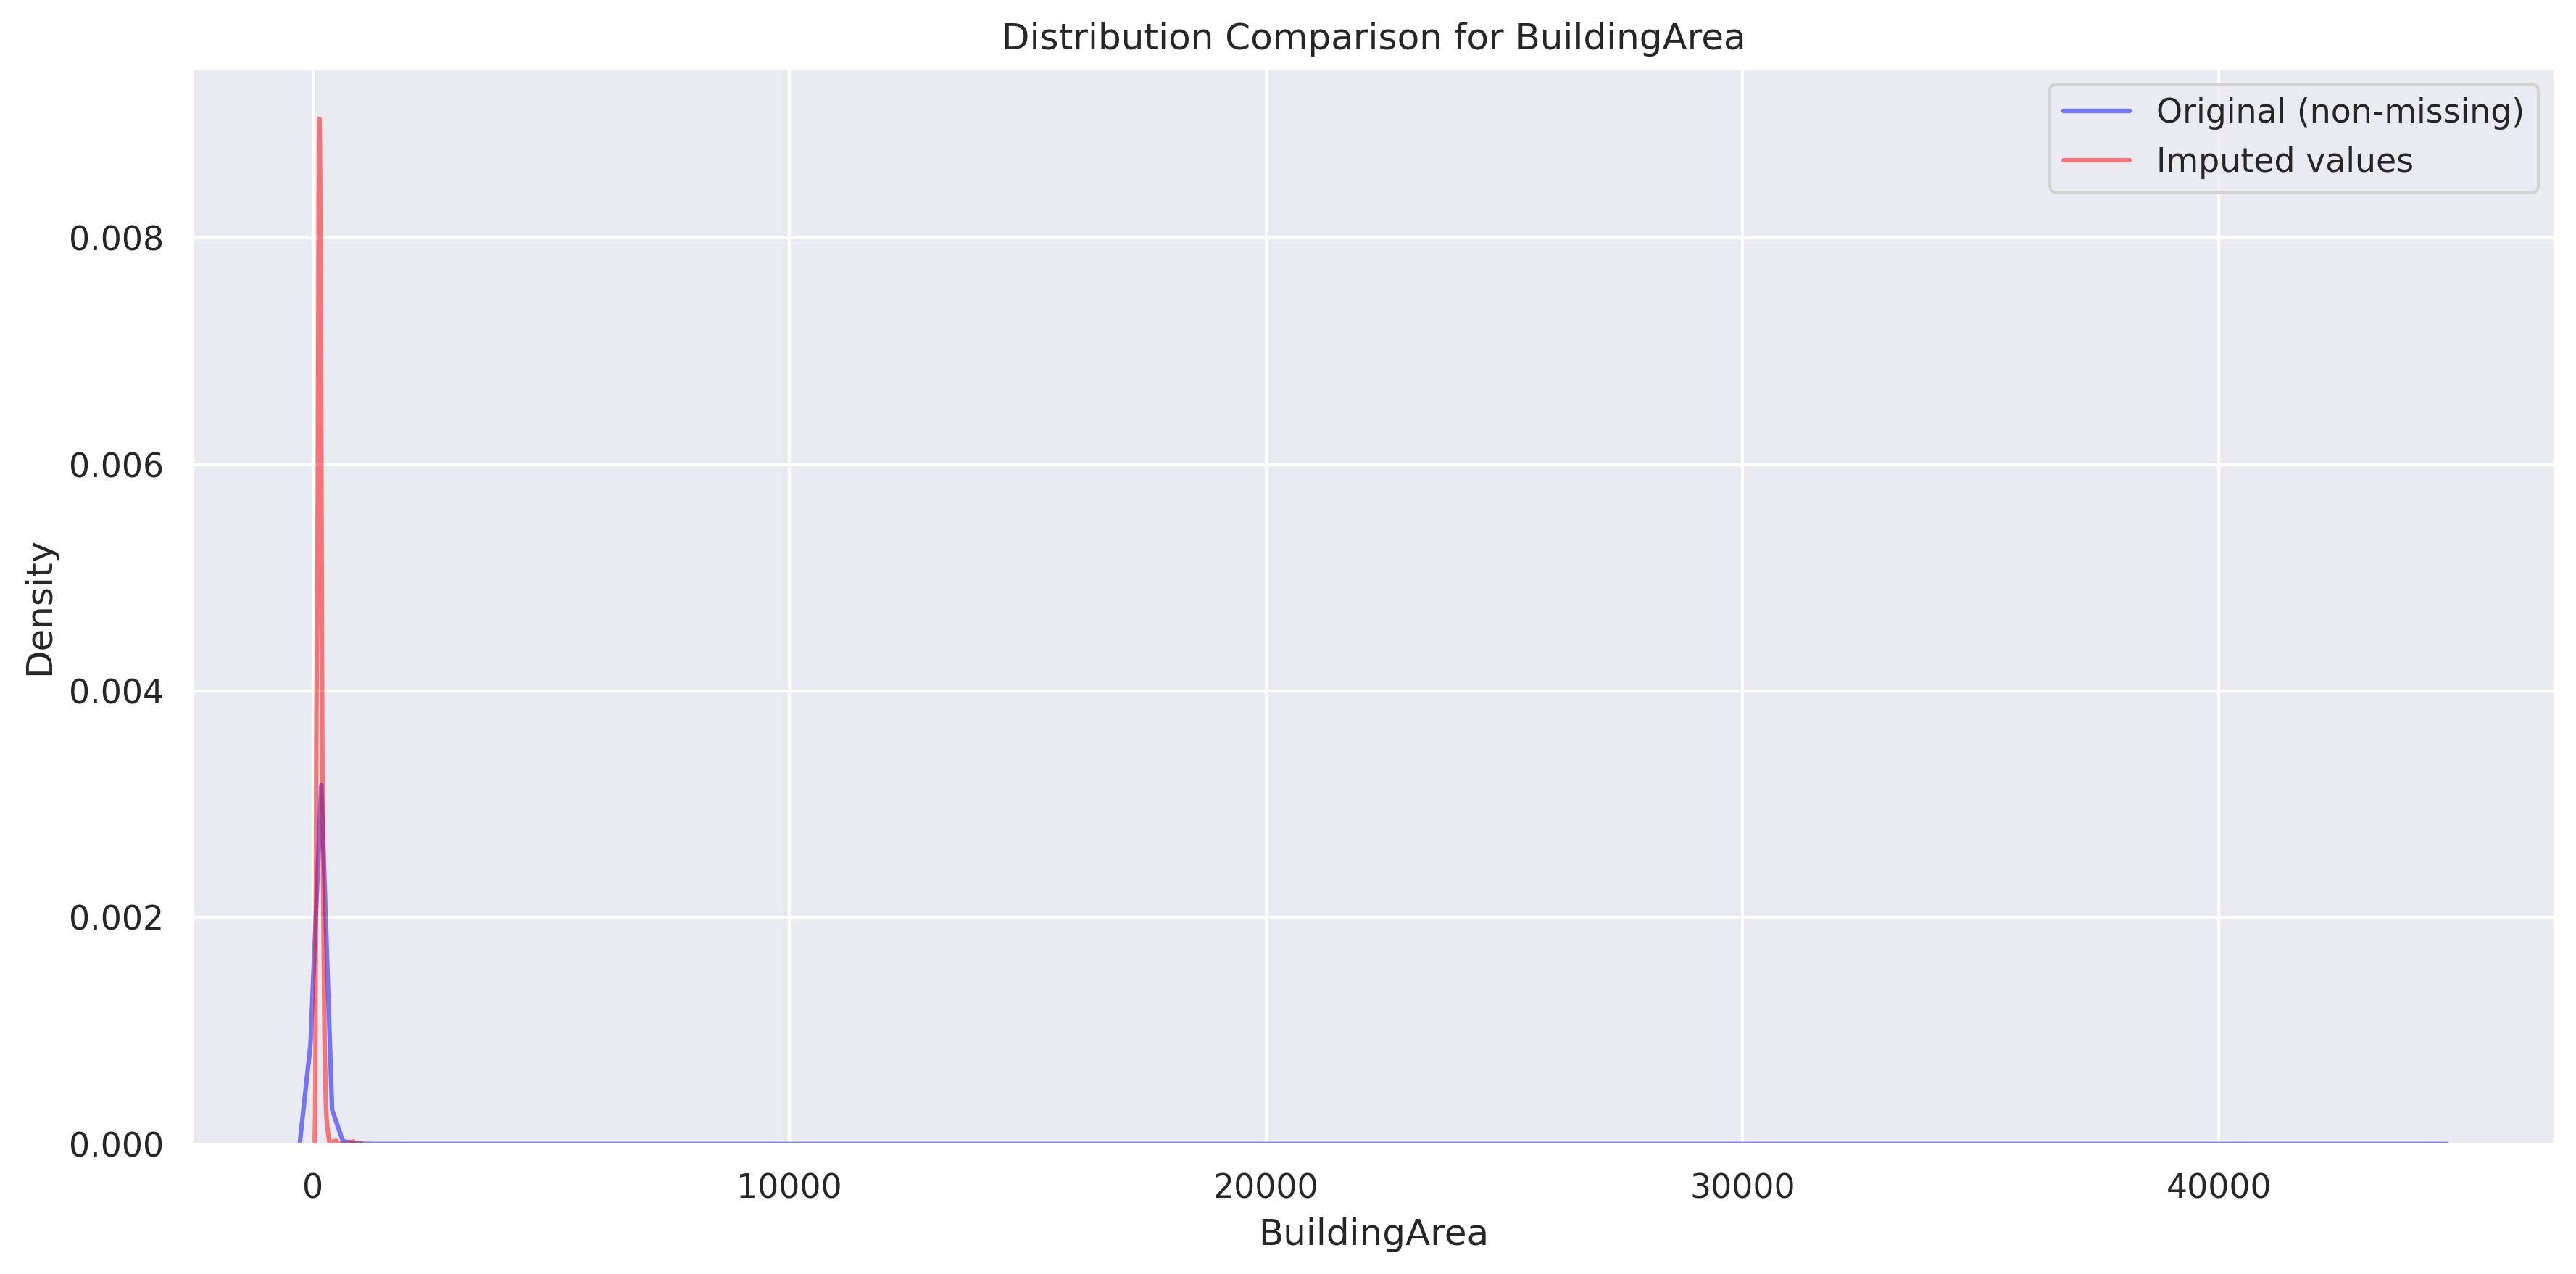 Distribution Comparison for BuildingArea
Original (non-missing)
Imputed values
Density
0.008
0.006
0.004
0.002
0.000
0 10000 20000 30000 40000
BuildingArea